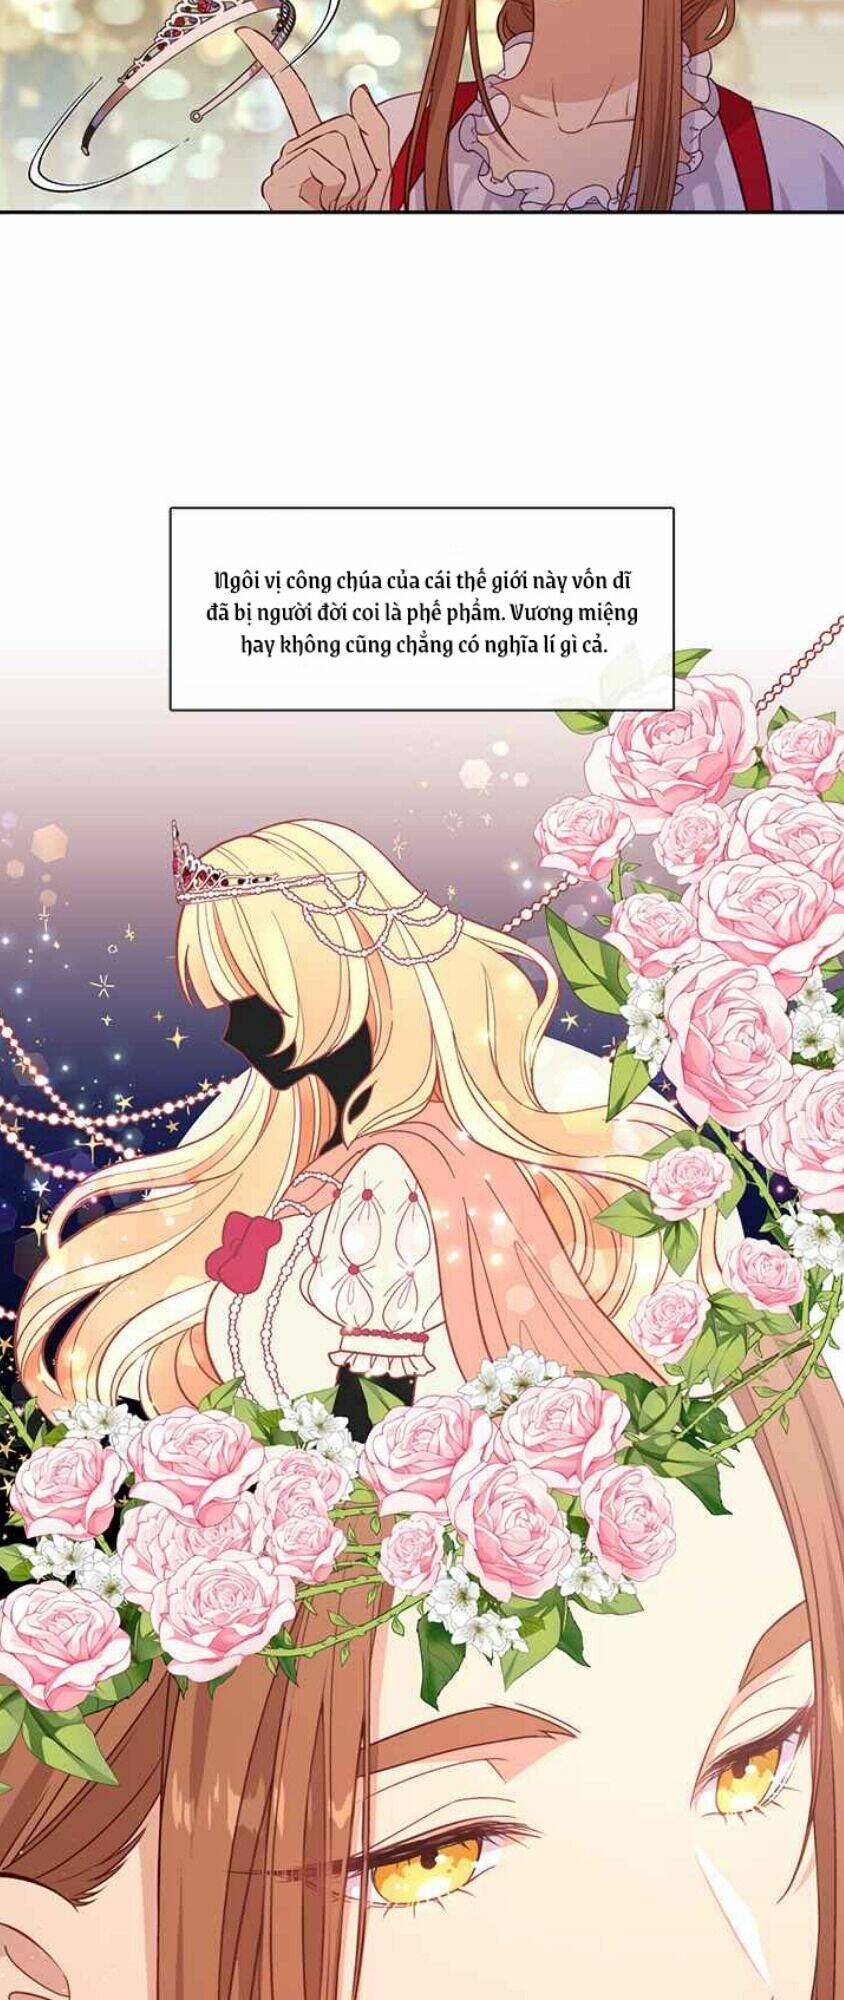 Ngôi vị công chúa của cái thế giới này vốn dĩ
đã bị người đời coi là phế phẩm. Vương miệng
hay không cũng chẳng có nghĩa lí gì cả.